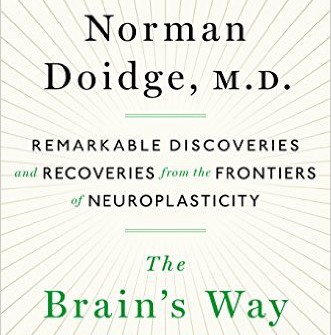 Norman
Doidge, M.D.
REMARKABLE DISCOVERIES
and RECOVERIES from the FRONTIERS
of NEUROPLASTICITY
The
Brain's Way